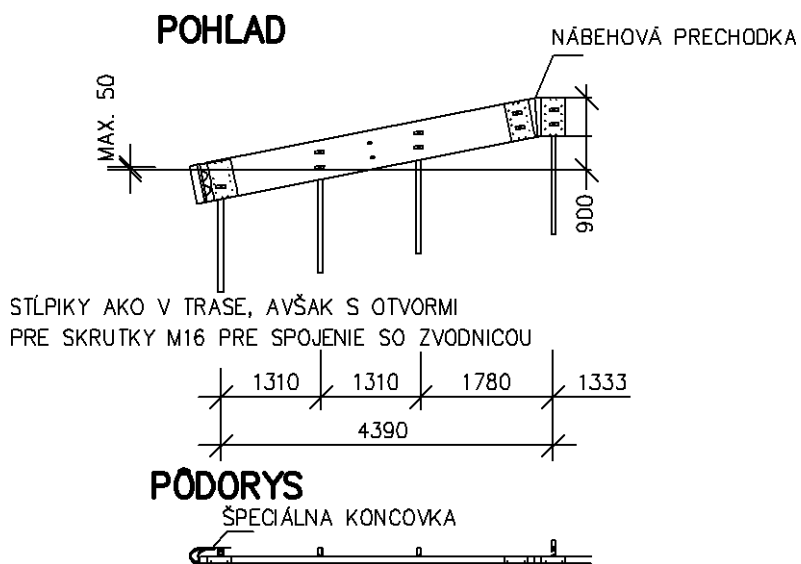 POHĽAD
NÁBEHOVÁ PRECHODKA
MAX. 50
900
STĹPIKY AKO V TRASE, AVŠAK S OTVORMI
PRE SKRUTKY M16 PRE SPOJENIE SO ZVODNICOU
1310 1310 1780 1333
4390
PÔDORYS
ŠPECIÁLNA KONCOVKA